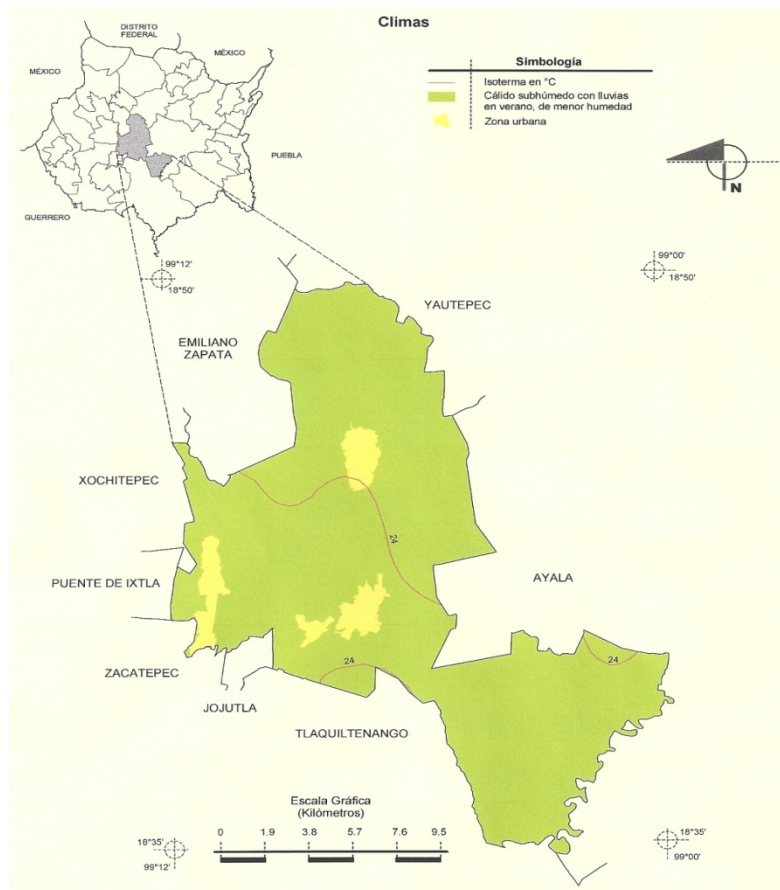 Climas
DISTRITO
FEDERAL
MÉXICO
MÉXICO
PUEBLA
GUERRERO
Simbología
Isoterma en °C
Cálido subhúmedo con lluvias
en verano, de menor humedad
Zona urbana
N
99°12'
18°50'
99°00'
18°50'
YAUTEPEC
EMILIANO
ZAPATA
XOCHITEPEC
24
PUENTE DE IXTLA
AYALA
ZACATEPEC
24
24
JOJUTLA
TLAQUILTENANGO
Escala Gráfica
(Kilómetros)
0 1.9 3.8 5.7 7.6 9.5
18°35'
99°12'
18°35'
99°00'